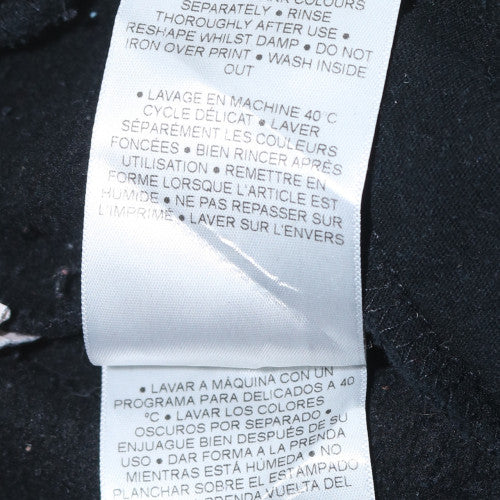 COLOURS
SEPARATELY • RINSE
THOROUGHLY AFTER USE •
RESHAPE WHILST DAMP • DO NOT
IRON OVER PRINT • WASH INSIDE
OUT
• LAVAGE EN MACHINE 40°C
CYCLE DÉLICAT • LAVER
SÉPARÉMENT LES COULEURS
FONCÉES • BIEN RINCER APRÈS
UTILISATION • REMETTRE EN
FORME LORSQUE L'ARTICLE EST
HUMIDE • NE PAS REPASSER SUR
L'IMPRIMÉ • LAVER SUR L'ENVERS
• LAVAR A MÁQUINA CON UN
PROGRAMA PARA DELICADOS A 40
°C • LAVAR LOS COLORES
OSCUROS POR SEPARADO •
ENJUAGUE BIEN DESPUÉS DE SU
USO • DAR FORMA A LA PRENDA
MIENTRAS ESTÁ HÚMEDA • NO
PLANCHAR SOBRE EL ESTAMPADO
PRENDA VUELTA DEL